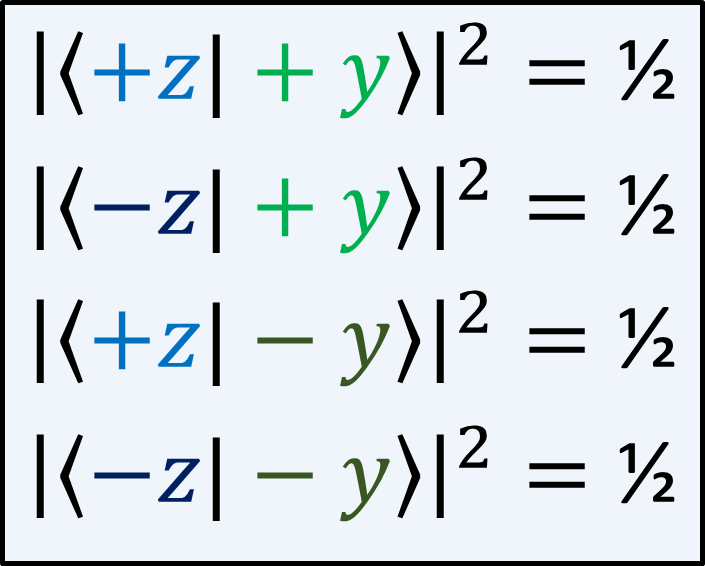 |⟨+z| + y⟩|² = ½
|⟨−z| + y⟩|² = ½
|⟨+z| − y⟩|² = ½
|⟨−z| − y⟩|² = ½